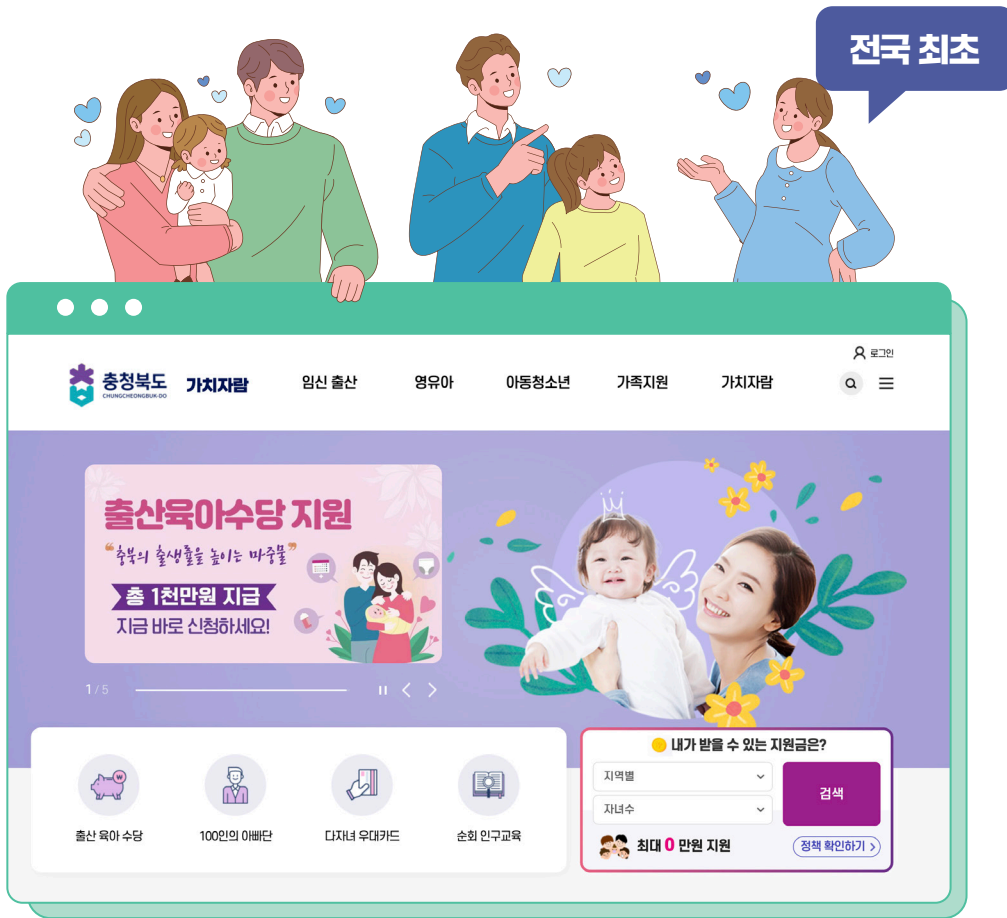 전국 최초
로그인
충청북도
CHUNGCHEONGBUK-DO
가치자람
임신 출산
영유아
아동청소년
가족지원
가치자람
출산육아수당 지원
“충북의 출생률을 높이는 마중물”
총 1천만원 지급
지금 바로 신청하세요!
1 / 5
내가 받을 수 있는 지원금은?
지역별
자녀수
검색
최대 0 만원 지원
정책 확인하기 >
W
출산 육아 수당
100인의 아빠단
다자녀 우대카드
순회 인구교육